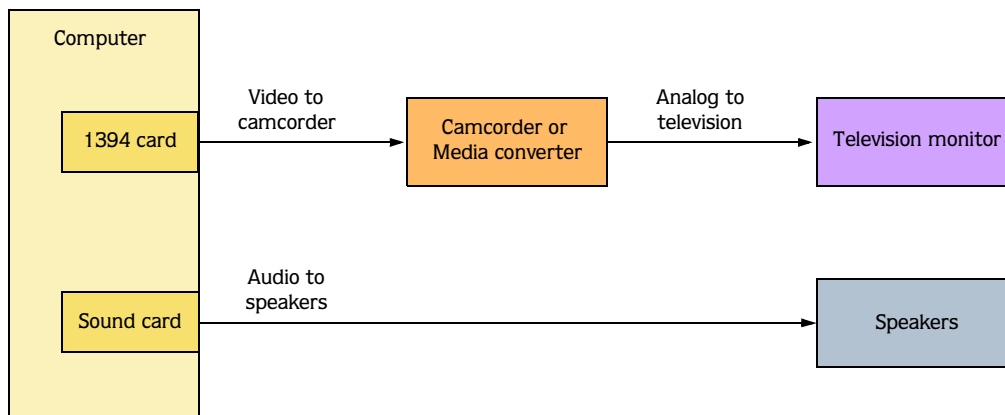 Computer
Video to
camcorder
Analog to
television
1394 card
Camcorder or
Media converter
Television monitor
Audio to
speakers
Sound card
Speakers